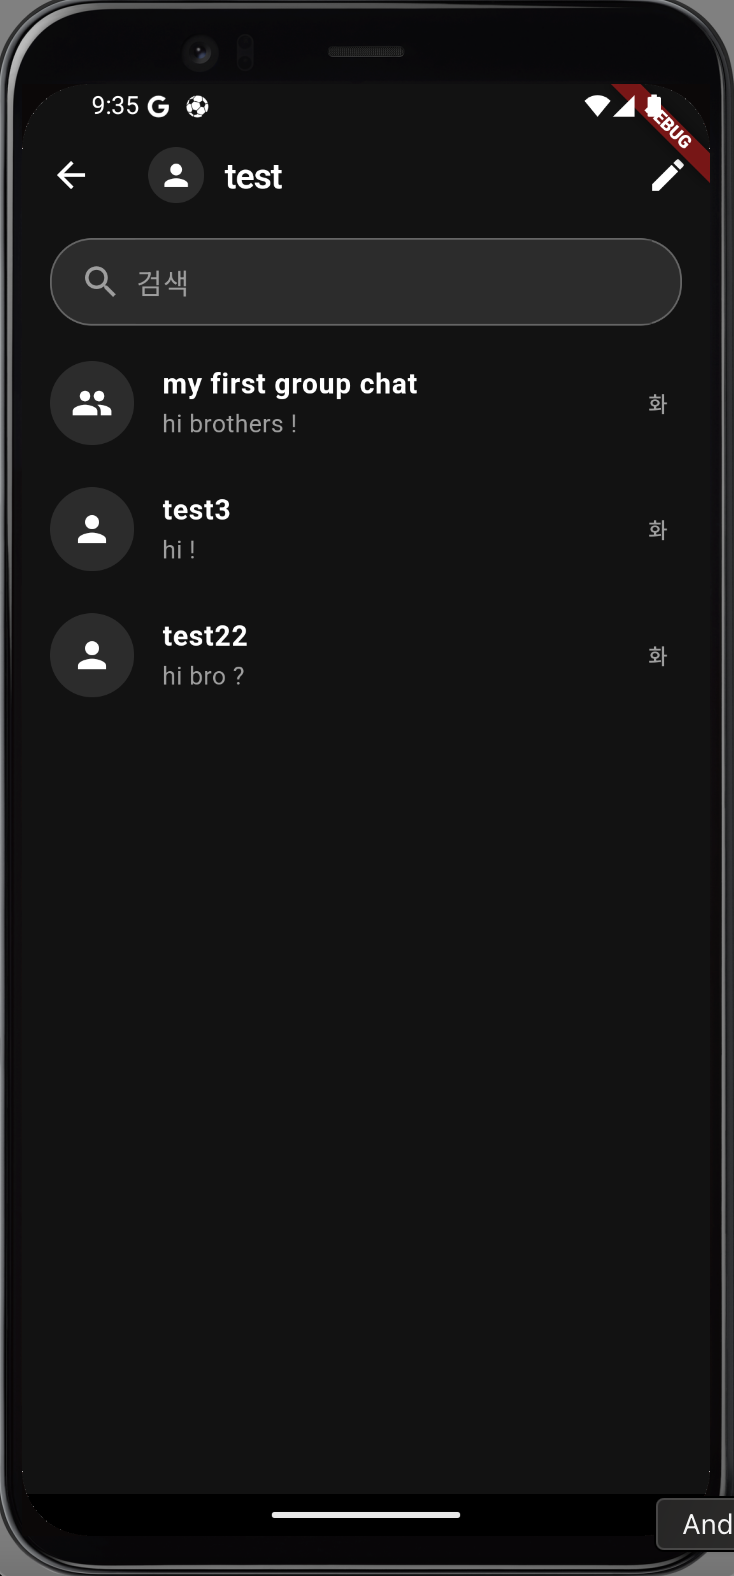 9:35
DEBUG
test
검색
my first group chat
hi brothers !
화
test3
hi !
화
test22
hi bro ?
화
And